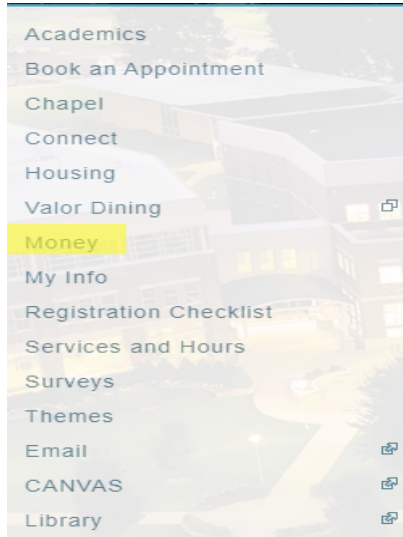 Academics
Book an Appointment
Chapel
Connect
Housing
Valor Dining
Money
My Info
Registration Checklist
Services and Hours
Surveys
Themes
Email
CANVAS
Library